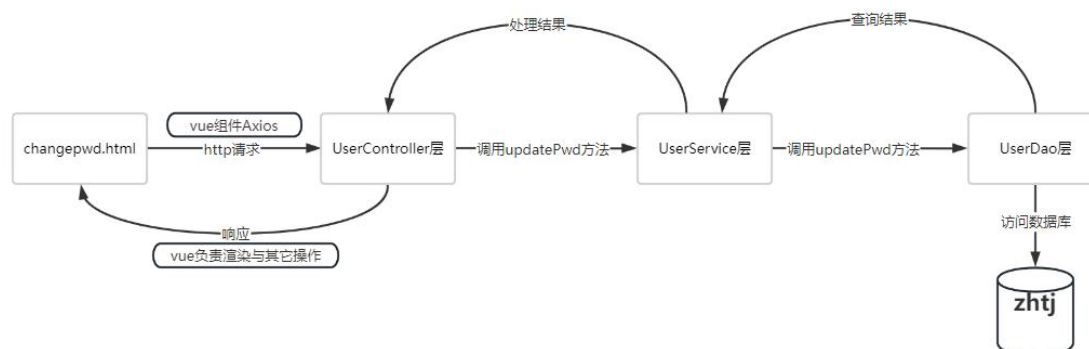 处理结果
查询结果
vue组件Axios
changepwd.html
http请求
UserController层
调用updatePwd方法
UserService层
调用updatePwd方法
UserDao层
响应
访问数据库
vue负责渲染与其它操作
zhtj